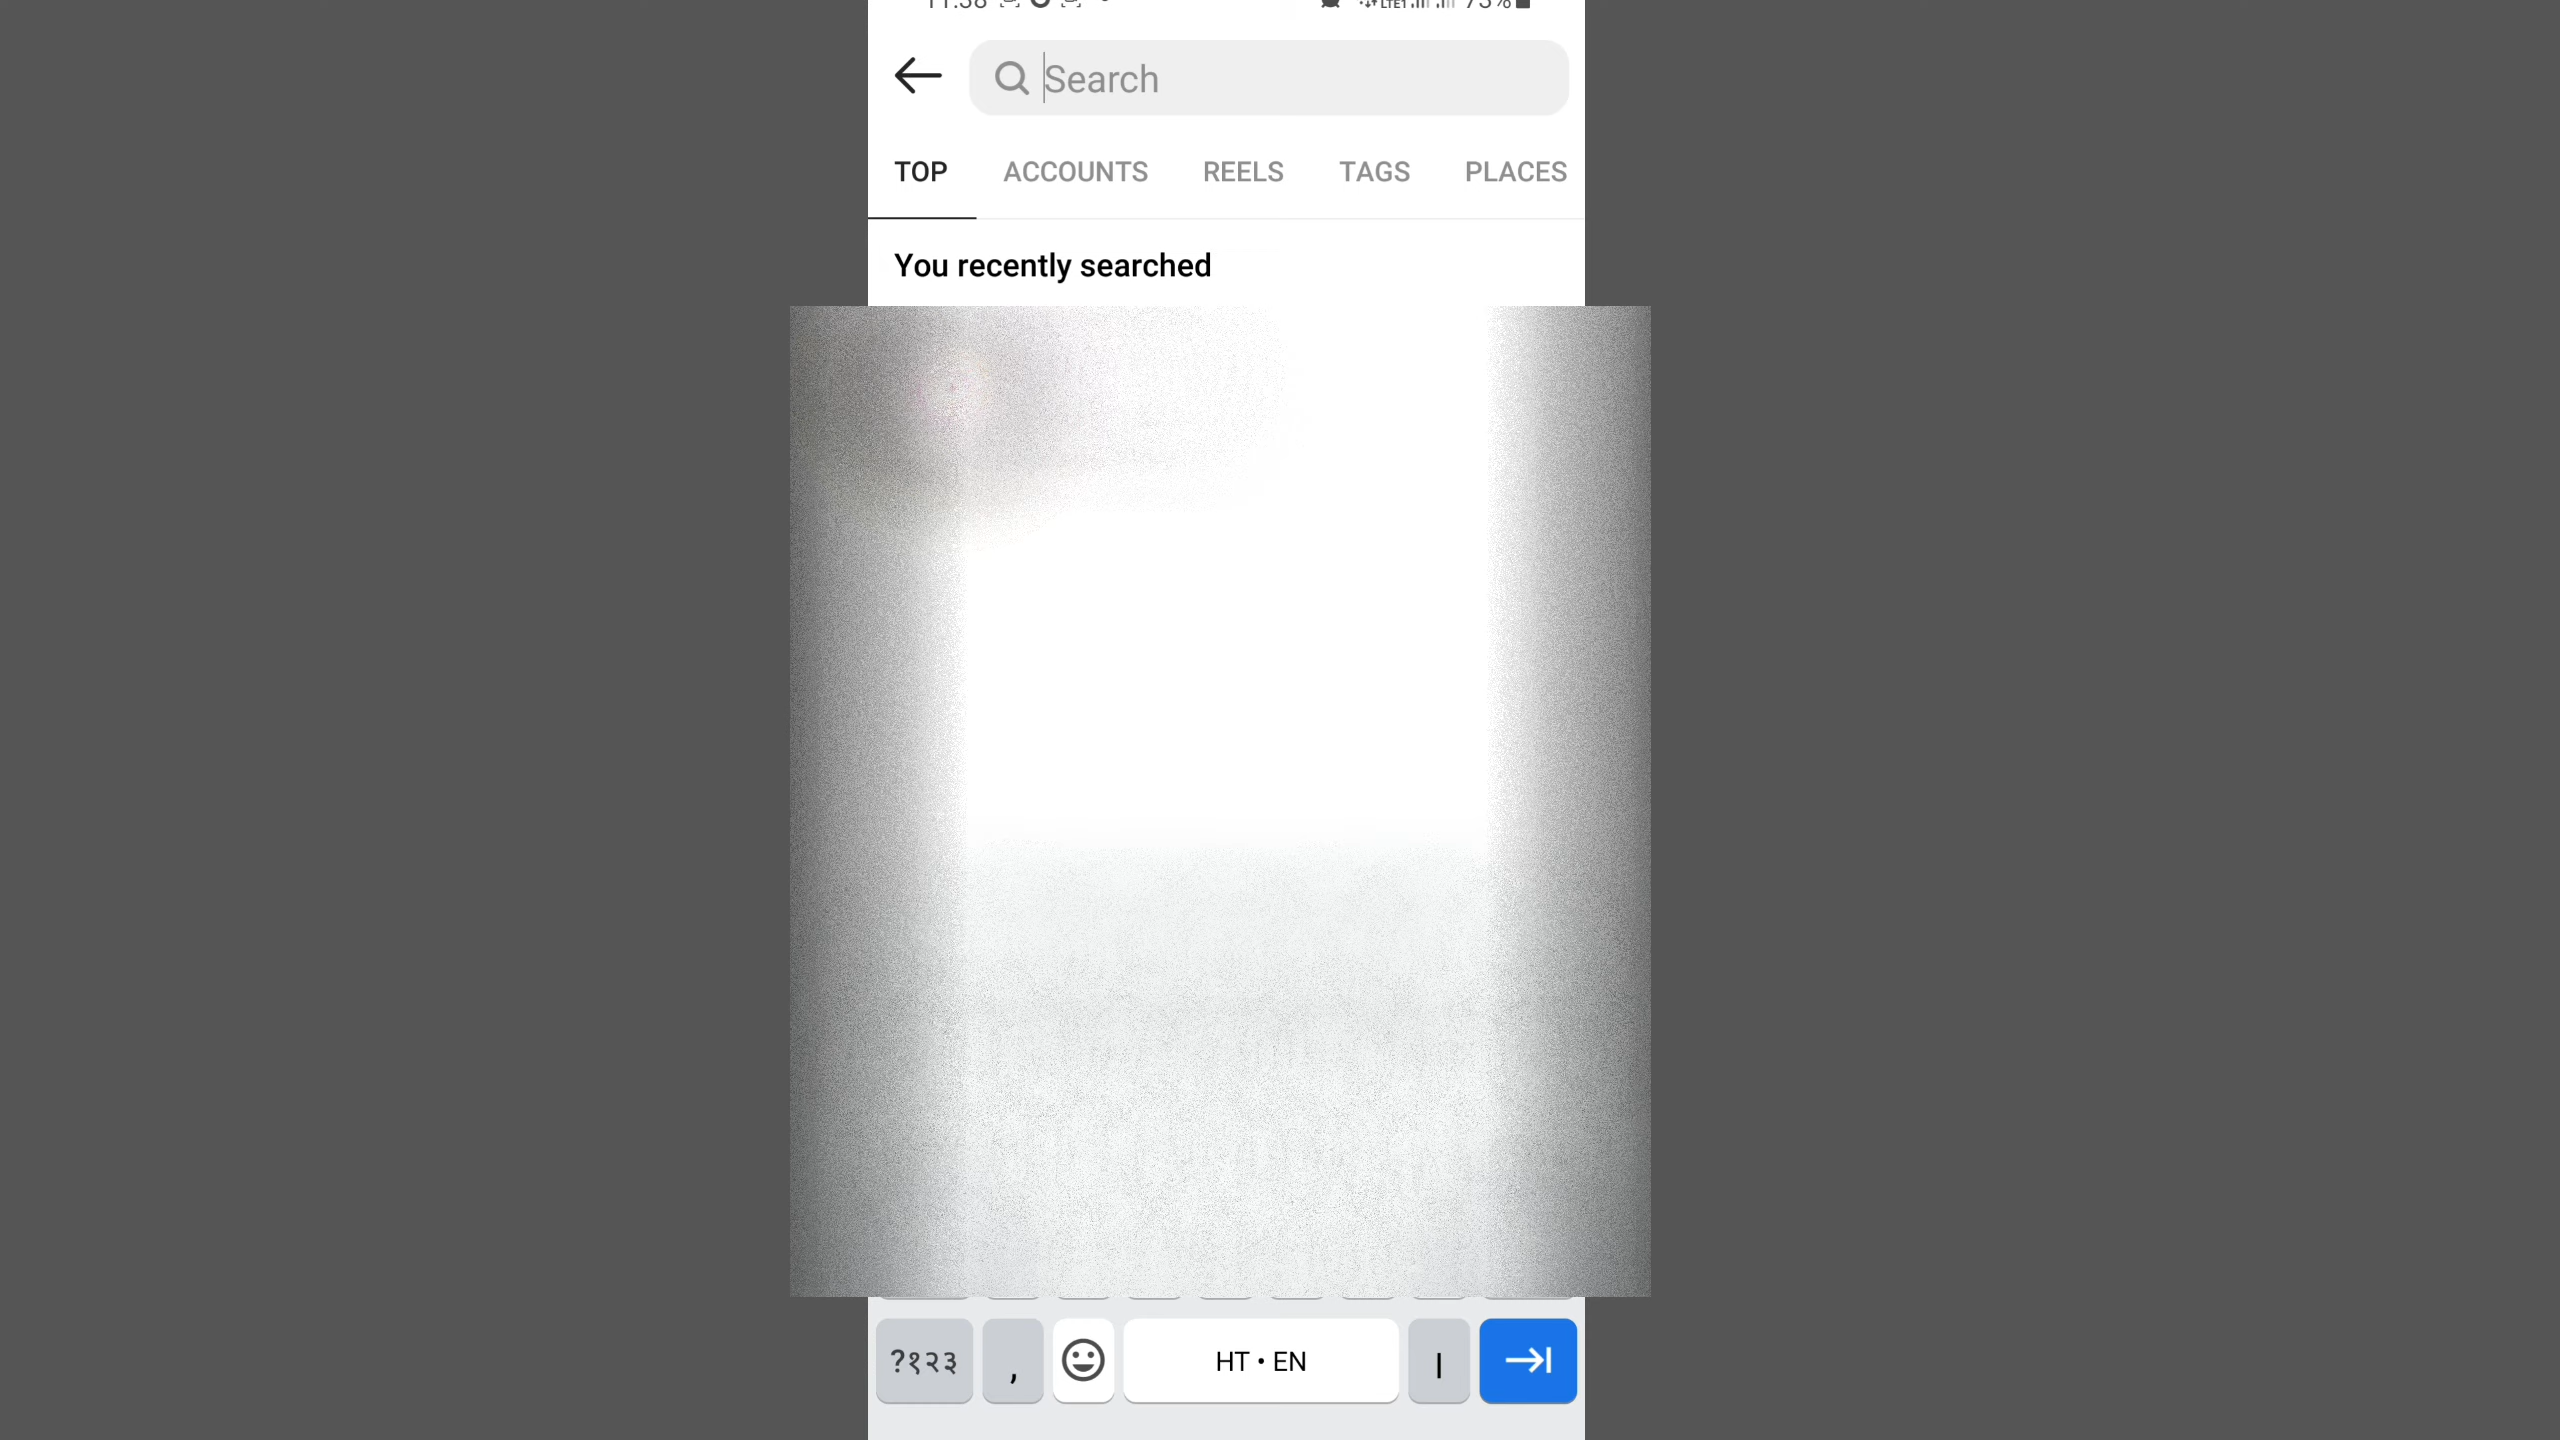 Search
TOP ACCOUNTS REELS TAGS PLACES
You recently searched
?१२३ , HT • EN ।